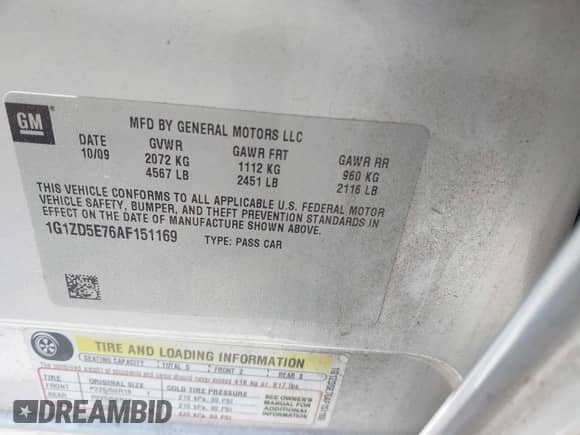 GM
MFD BY GENERAL MOTORS LLC
DATE GVWR GAWR FRT GAWR RR
10/09 2072 KG 1112 KG 960 KG
4567 LB 2451 LB 2116 LB
THIS VEHICLE CONFORMS TO ALL APPLICABLE U.S. FEDERAL MOTOR
VEHICLE SAFETY, BUMPER, AND THEFT PREVENTION STANDARDS IN
EFFECT ON THE DATE OF MANUFACTURE SHOWN ABOVE.
1G1ZD5E76AF151169 TYPE: PASS CAR
TIRE AND LOADING INFORMATION
SEATING CAPACITY TOTAL 5 FRONT 2 REAR 3
TIRE ORIGINAL SIZE COLD TIRE PRESSURE SEE OWNER'S
FRONT MANUAL FOR
REAR ADDITIONAL
INFORMATION
DEALERHISTORY.COM